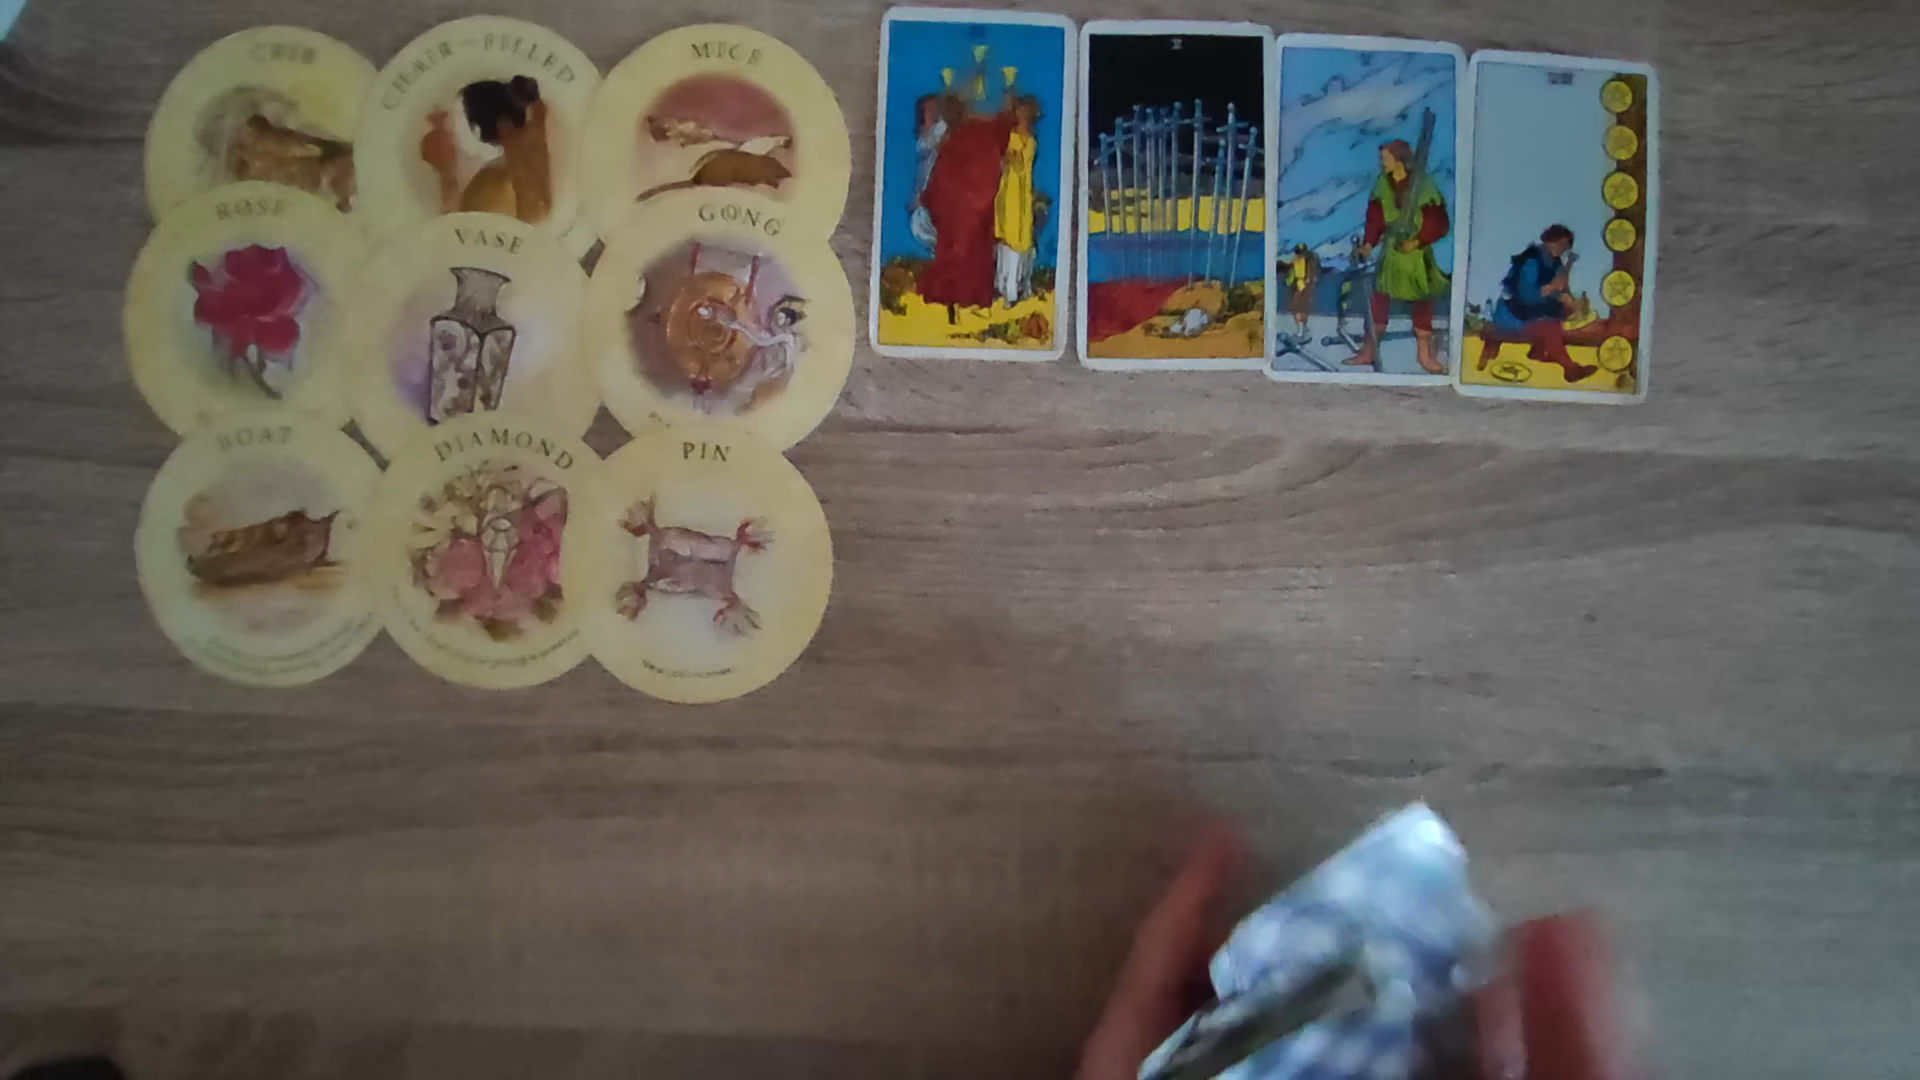 CRIB
CHAIR—FILLED
MICE
ROSE
VASE
GONG
BOAT
DIAMOND
PIN
X